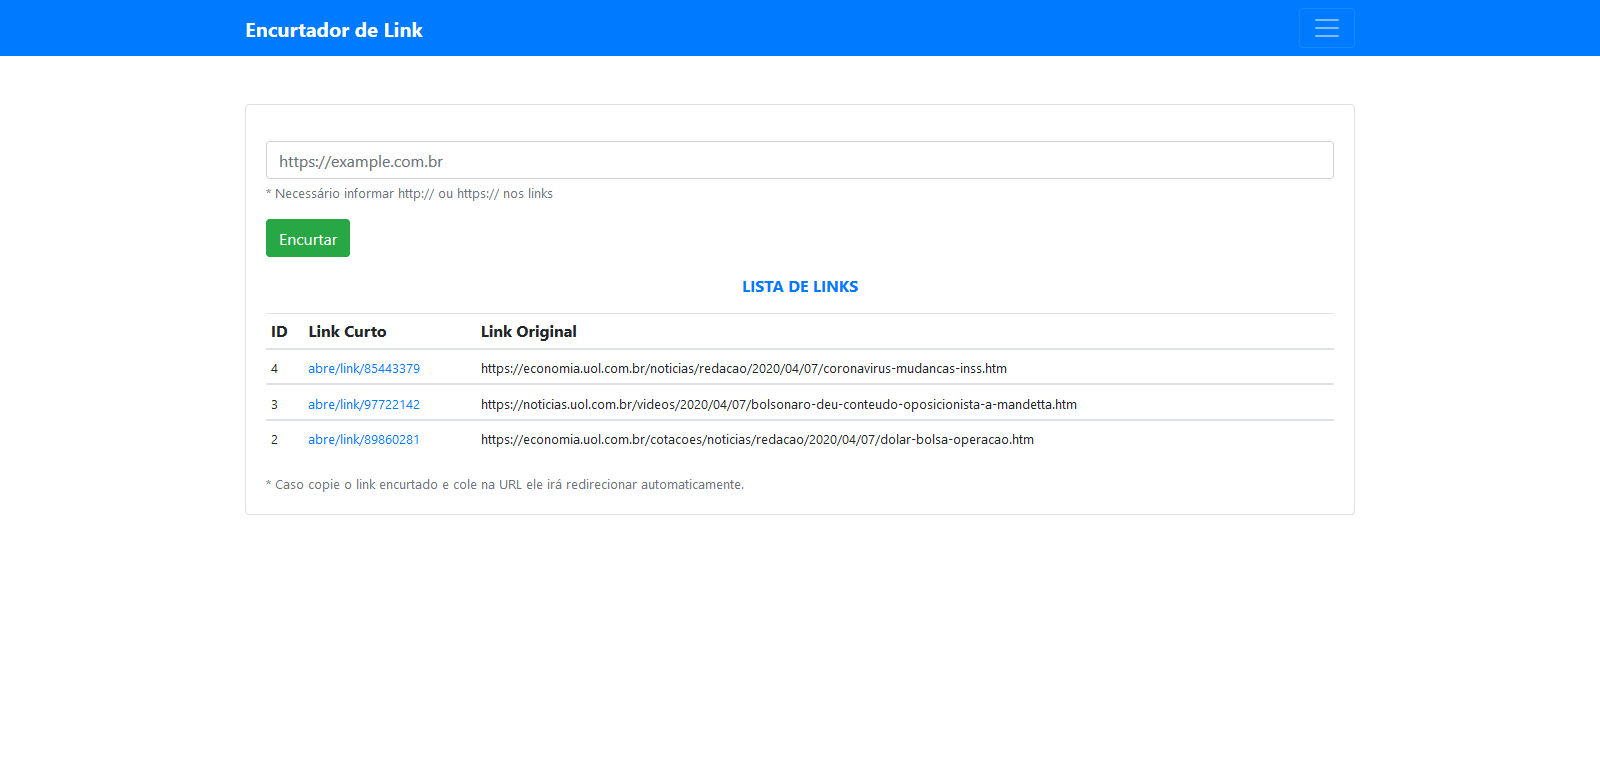 Encurtador de Link
https://example.com.br
* Necessário informar http:// ou https:// nos links
Encurtar
LISTA DE LINKS
ID Link Curto Link Original
4 abre/link/85443379 https://economia.uol.com.br/noticias/redacao/2020/04/07/coronavirus-mudancas-inss.htm
3 abre/link/97722142 https://noticias.uol.com.br/videos/2020/04/07/bolsonaro-deu-conteudo-oposicionista-a-mandetta.htm
2 abre/link/89860281 https://economia.uol.com.br/cotacoes/noticias/redacao/2020/04/07/dolar-bolsa-operacao.htm
* Caso copie o link encurtado e cole na URL ele irá redirecionar automaticamente.